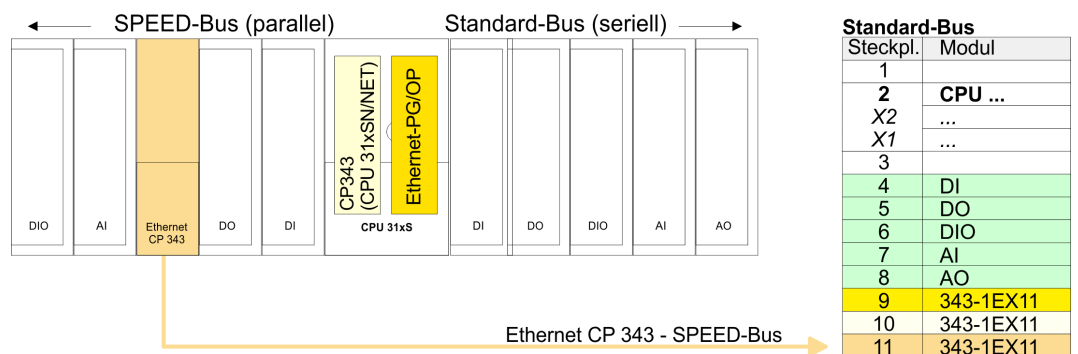 SPEED-Bus (parallel)
Standard-Bus (seriell)
DIO
AI
Ethernet
CP 343
DO
DI
CP343
(CPU 31xSN/NET)
Ethernet-PG/OP
CPU 31xS
DI
DO
DIO
AI
AO
Ethernet CP 343 - SPEED-Bus
Standard-Bus
Steckpl. Modul
1
2 CPU ...
X2 ...
X1 ...
3
4 DI
5 DO
6 DIO
7 AI
8 AO
9 343-1EX11
10 343-1EX11
11 343-1EX11